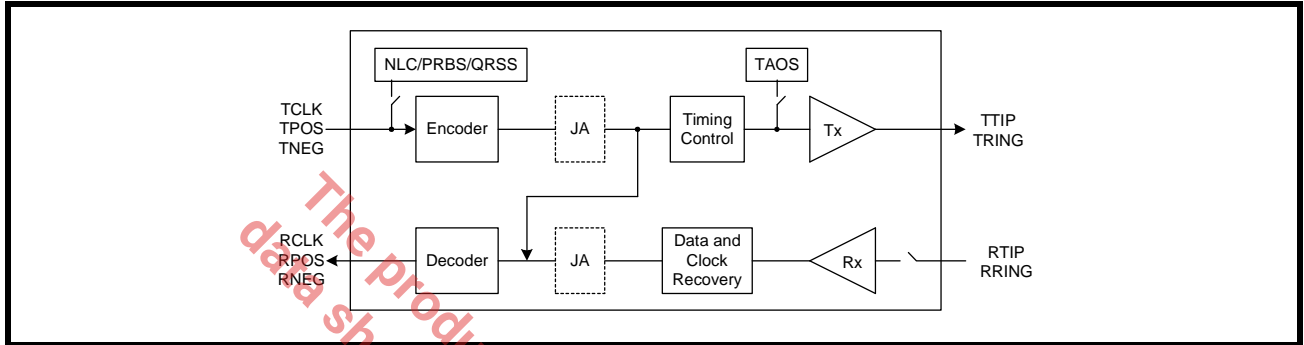 NLC/PRBS/QRSS
TAOS
TCLK
TPOS
TNEG
Encoder
JA
Timing
Control
Tx
TTIP
TRING
RCLK
RPOS
RNEG
Decoder
JA
Data and
Clock
Recovery
Rx
RTIP
RRING
The produ
data sh